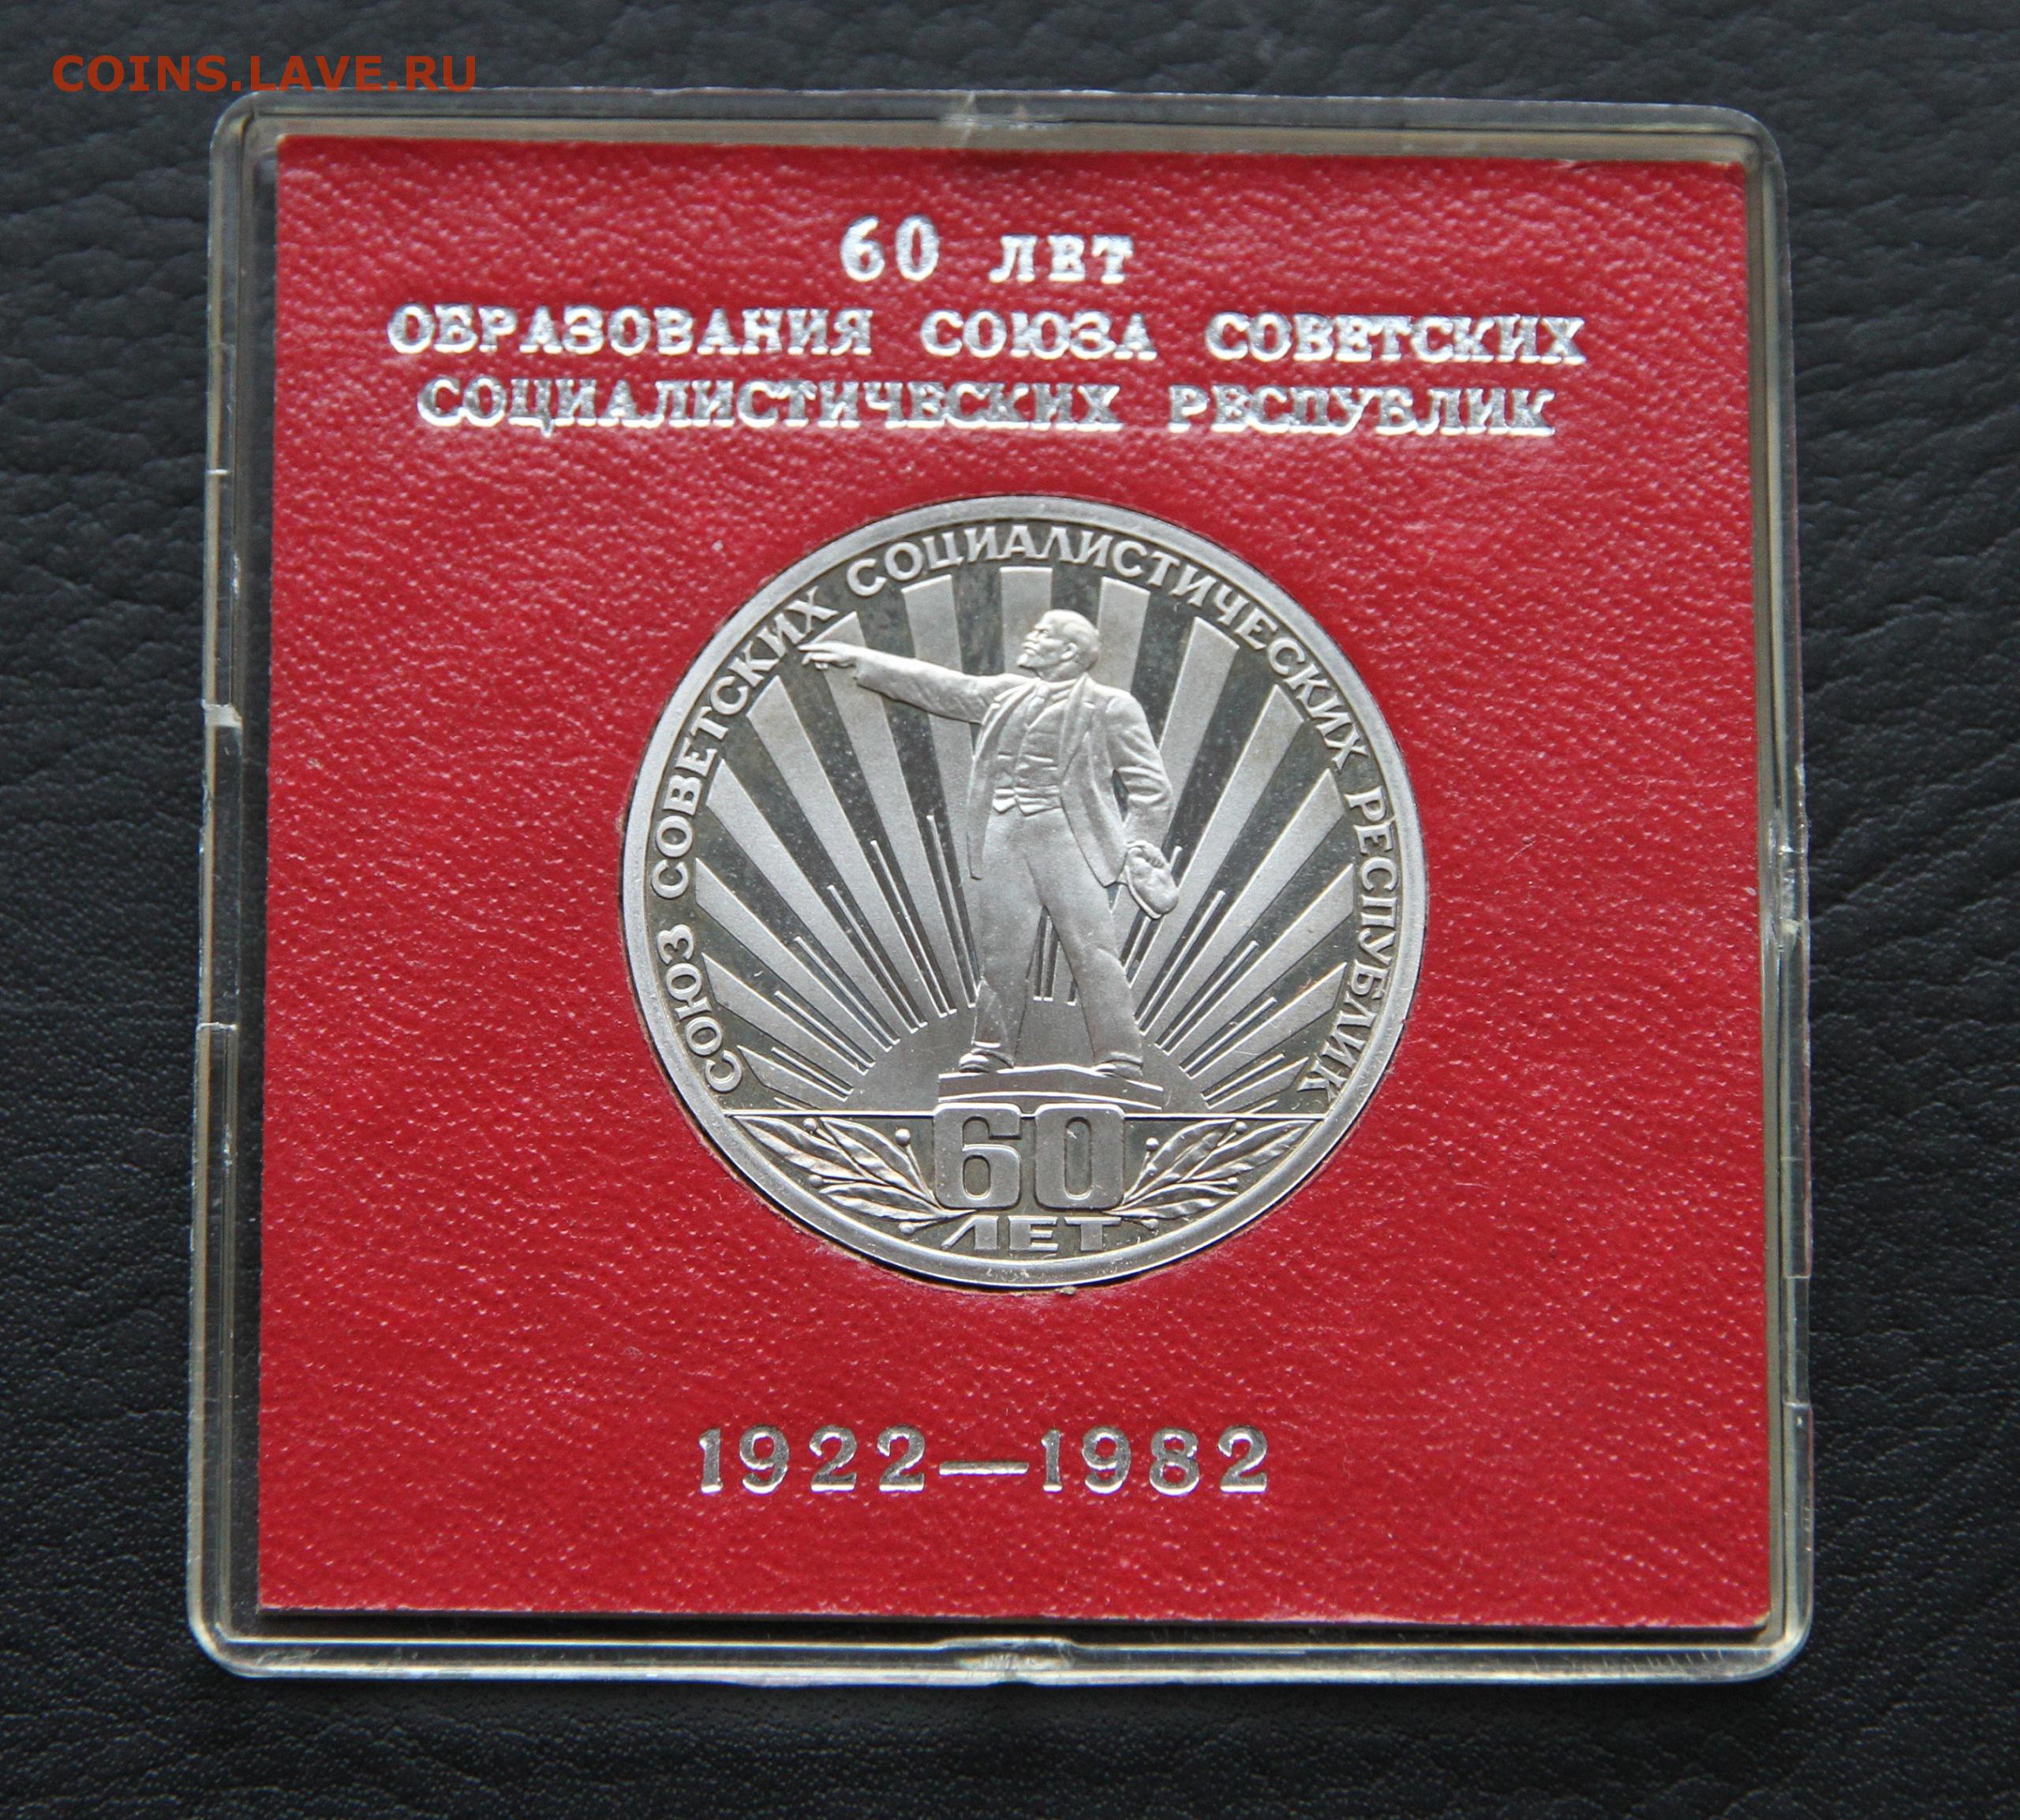 COINS.LAVE.RU
60 ЛЕТ
ОБРАЗОВАНИЯ СОЮЗА СОВЕТСКИХ
СОЦИАЛИСТИЧЕСКИХ РЕСПУБЛИК
СОЮЗ СОВЕТСКИХ СОЦИАЛИСТИЧЕСКИХ РЕСПУБЛИК
60
ЛЕТ
1922—1982